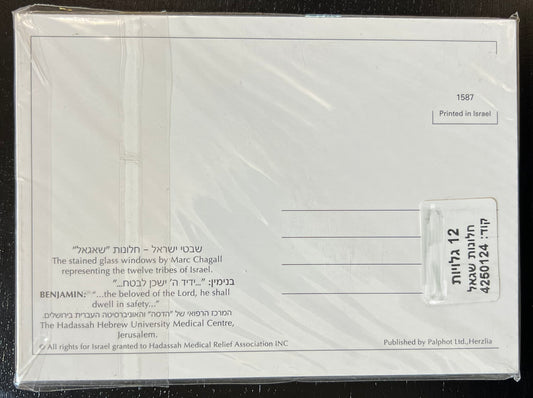 1587
Printed in Israel
שבטי ישראל – חלונות "שאגאל"
The stained glass windows by Marc Chagall
representing the twelve tribes of Israel.
בנימין: "...ידיד ה' ישכן לבטח..."
BENJAMIN: "...the beloved of the Lord, he shall
dwell in safety..."
המרכז הרפואי של "הדסה" והאוניברסיטה העברית בירושלים.
The Hadassah Hebrew University Medical Centre,
Jerusalem.
© All rights for Israel granted to Hadassah Medical Relief Association INC
Published by Palphot Ltd.,Herzlia
12 גלויות
חלונות שגאל
קוד: 4250124